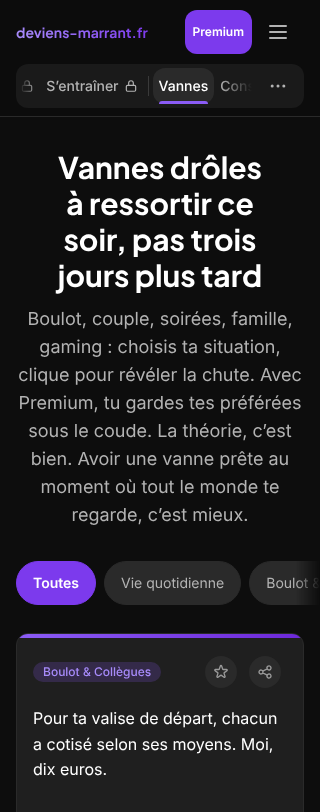 deviens-marrant.fr
Premium
S'entraîner
Vannes
Cons
Vannes drôles
à ressortir ce
soir, pas trois
jours plus tard
Boulot, couple, soirées, famille,
gaming : choisis ta situation,
clique pour révéler la chute. Avec
Premium, tu gardes tes préférées
sous le coude. La théorie, c'est
bien. Avoir une vanne prête au
moment où tout le monde te
regarde, c'est mieux.
Toutes
Vie quotidienne
Boulot &
Boulot & Collègues
Pour ta valise de départ, chacun
a cotisé selon ses moyens. Moi,
dix euros.